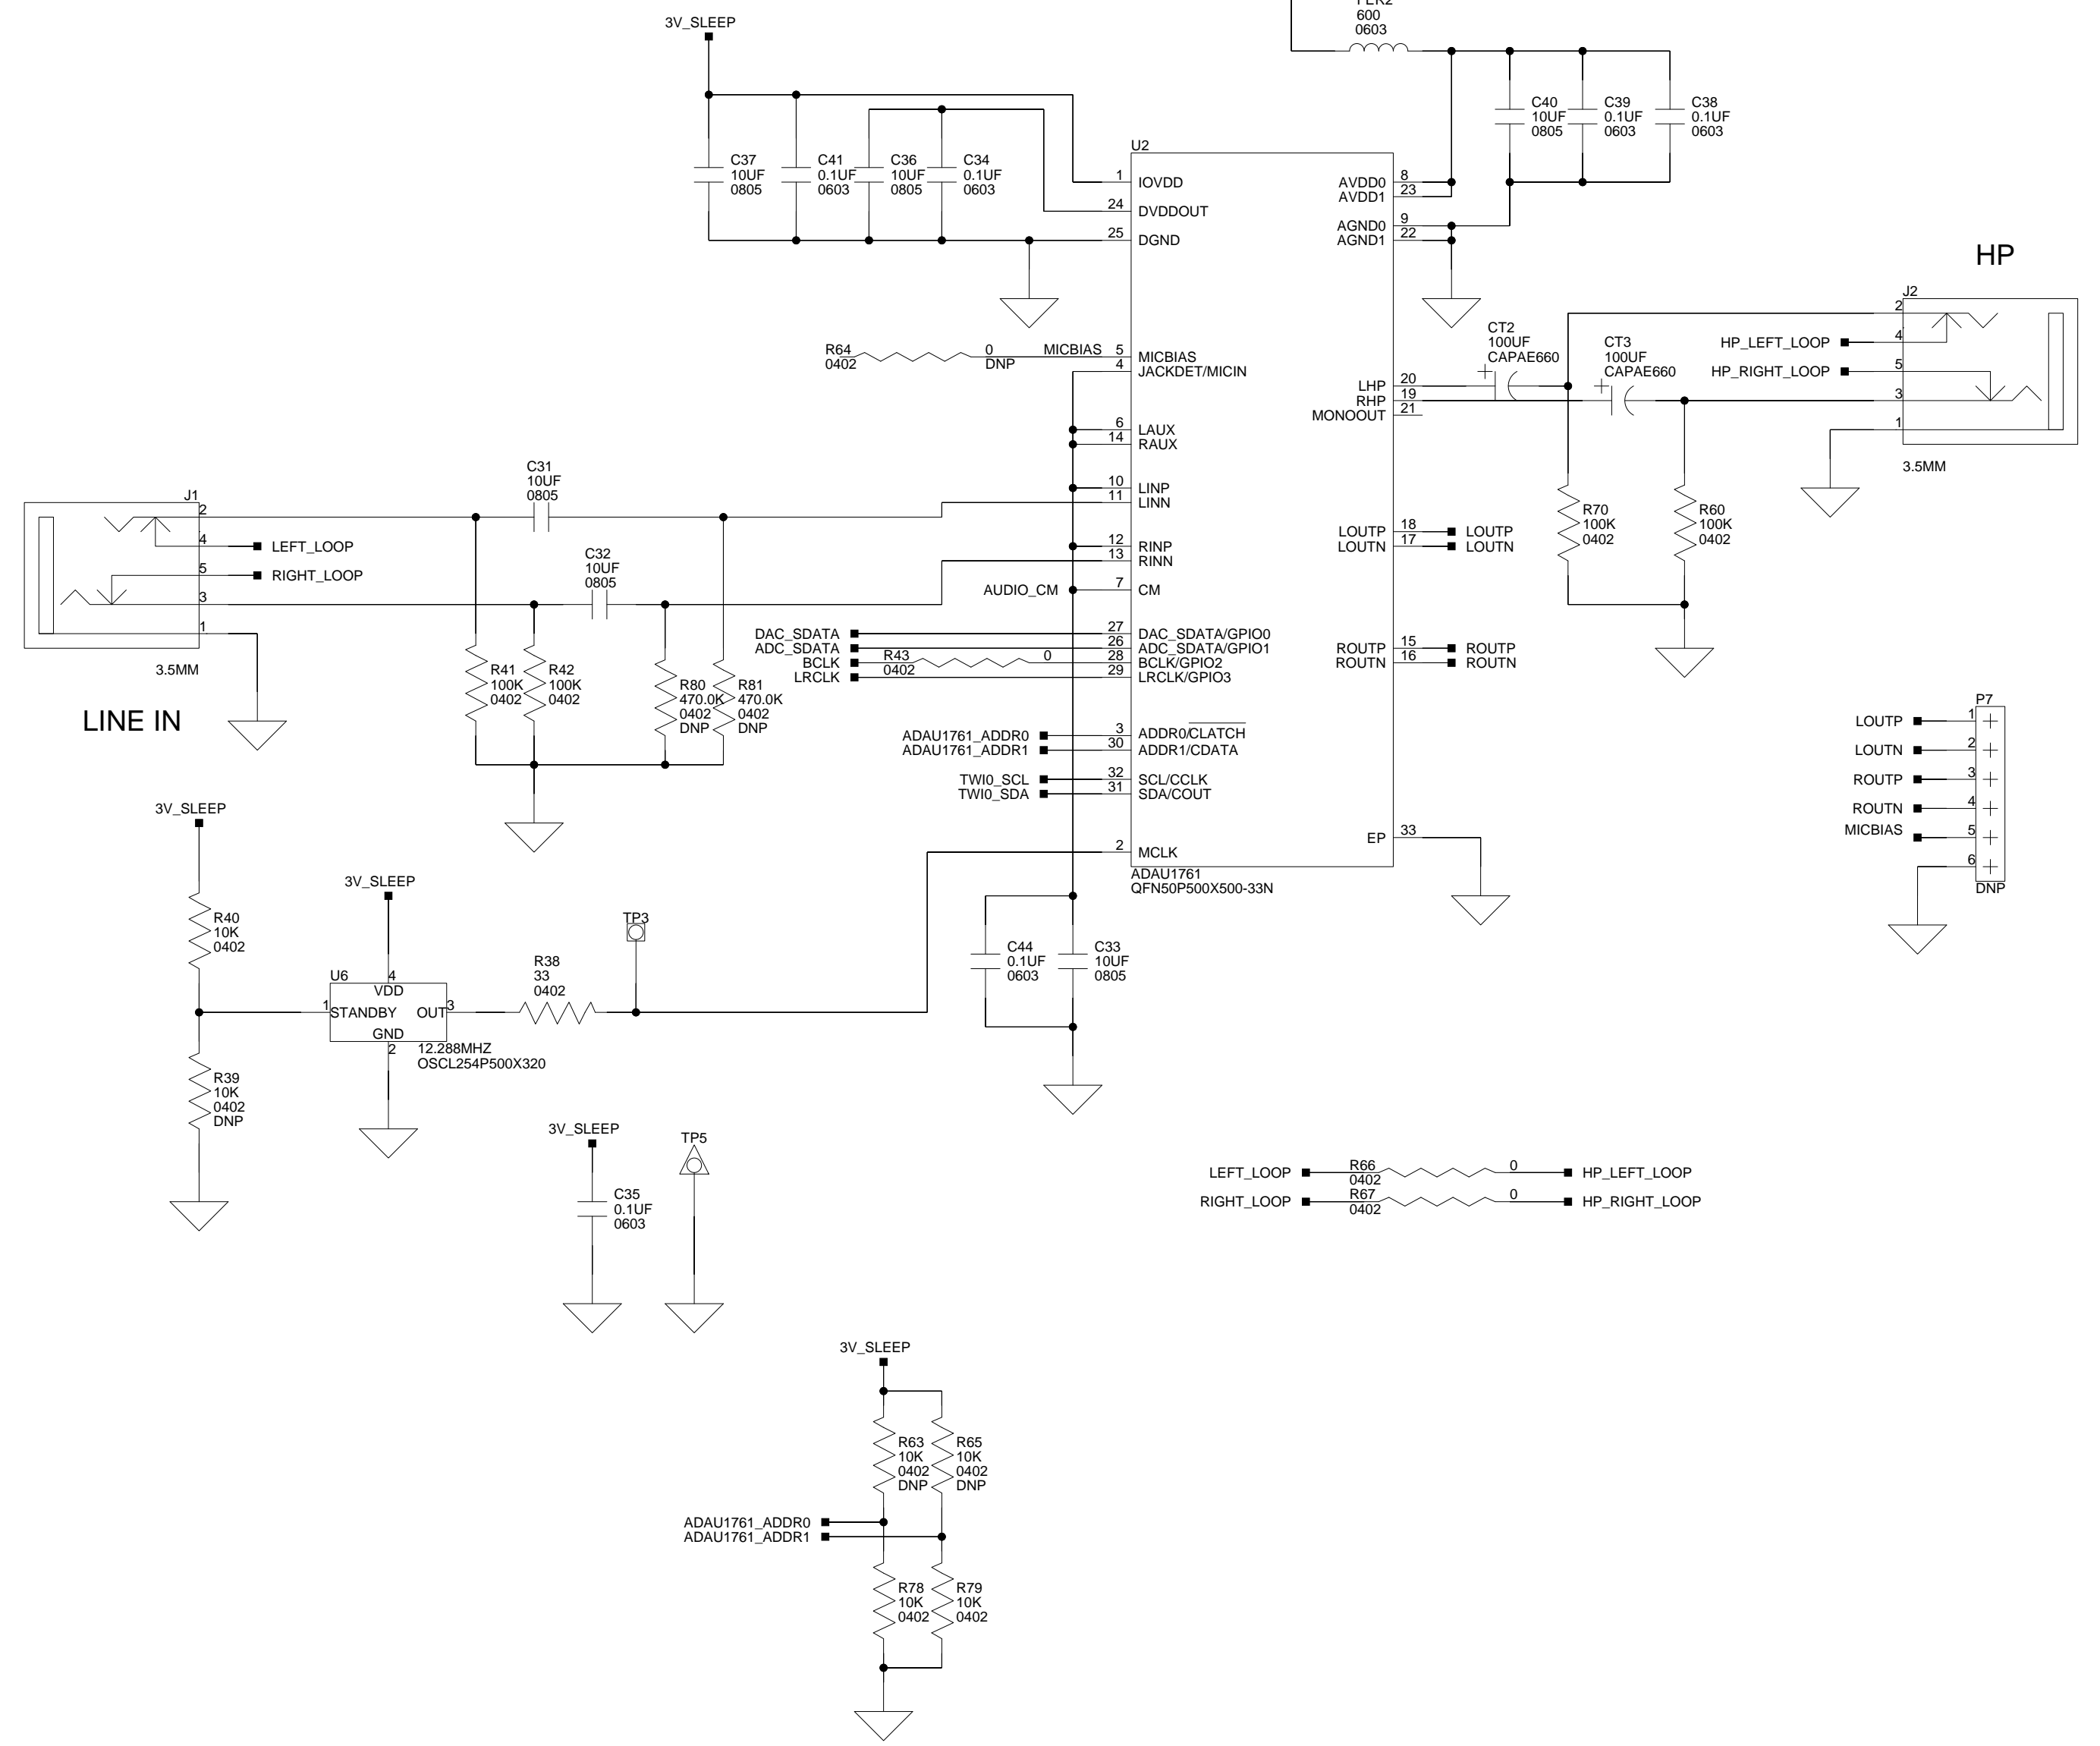 3V_SLEEP
600
0603
C37
10UF
0805
C41
0.1UF
0603
C36
10UF
0805
C34
0.1UF
0603
C40
10UF
0805
C39
0.1UF
0603
C38
0.1UF
0603
U2
1 IOVDD
24 DVDDOUT
25 DGND
AVDD0 8
AVDD1 23
AGND0 9
AGND1 22
R64
0402
0
DNP
MICBIAS 5 MICBIAS
4 JACKDET/MICIN
6 LAUX
14 RAUX
10 LINP
11 LINN
12 RINP
13 RINN
AUDIO_CM 7 CM
DAC_SDATA 27 DAC_SDATA/GPIO0
ADC_SDATA 26 ADC_SDATA/GPIO1
BCLK R43 0402 0 28 BCLK/GPIO2
LRCLK 29 LRCLK/GPIO3
ADAU1761_ADDR0 3 ADDR0/CLATCH
ADAU1761_ADDR1 30 ADDR1/CDATA
TWI0_SCL 32 SCL/CCLK
TWI0_SDA 31 SDA/COUT
2 MCLK
ADAU1761
QFN50P500X500-33N
LHP 20
RHP 19
MONOOUT 21
LOUTP 18 LOUTP
LOUTN 17 LOUTN
ROUTP 15 ROUTP
ROUTN 16 ROUTN
EP 33
CT2
100UF
CAPAE660
+
CT3
100UF
CAPAE660
+
R70
100K
0402
R60
100K
0402
HP
J2
2
HP_LEFT_LOOP 4
HP_RIGHT_LOOP 5
3
1
3.5MM
J1
2
4 LEFT_LOOP
5 RIGHT_LOOP
3
1
3.5MM
LINE IN
C31
10UF
0805
C32
10UF
0805
R41
100K
0402
R42
100K
0402
R80
470.0K
0402
DNP
R81
470.0K
0402
DNP
P7
LOUTP 1
LOUTN 2
ROUTP 3
ROUTN 4
MICBIAS 5
6
DNP
3V_SLEEP
R40
10K
0402
R39
10K
0402
DNP
3V_SLEEP
U6
4
VDD
1 STANDBY OUT 3
GND
2
12.288MHZ
OSCL254P500X320
R38
33
0402
TP3
C44
0.1UF
0603
C33
10UF
0805
3V_SLEEP
C35
0.1UF
0603
TP5
LEFT_LOOP R66 0402 0 HP_LEFT_LOOP
RIGHT_LOOP R67 0402 0 HP_RIGHT_LOOP
3V_SLEEP
R63
10K
0402
DNP
R65
10K
0402
DNP
ADAU1761_ADDR0
ADAU1761_ADDR1
R78
10K
0402
R79
10K
0402